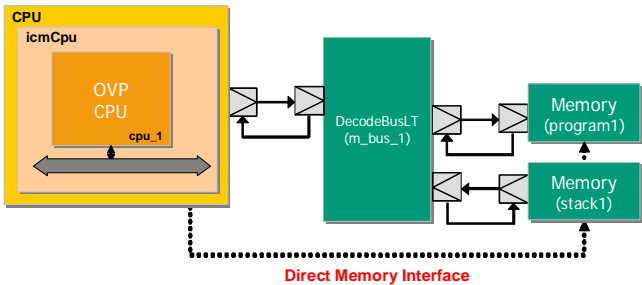 CPU
icmCpu
OVP
CPU
cpu_1
DecodeBusLT
(m_bus_1)
Memory
(program1)
Memory
(stack1)
Direct Memory Interface